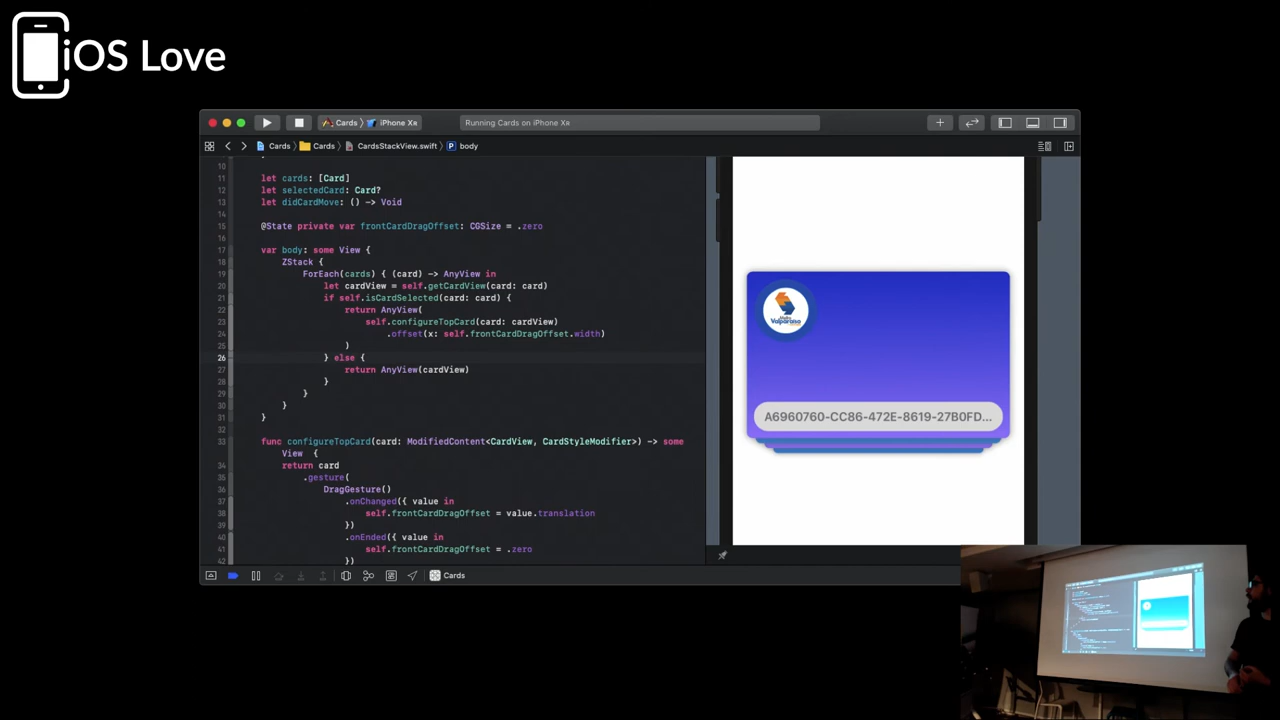 iOS Love
Cards 〉 iPhone Xʀ
Running Cards on iPhone Xʀ
Cards 〉 Cards 〉 CardsStackView.swift 〉 P body
10
11 let cards: [Card]
12 let selectedCard: Card?
13 let didCardMove: () -> Void
14
15 @State private var frontCardDragOffset: CGSize = .zero
16
17 var body: some View {
18 ZStack {
19 ForEach(cards) { (card) -> AnyView in
20 let cardView = self.getCardView(card: card)
21 if self.isCardSelected(card: card) {
22 return AnyView(
23 self.configureTopCard(card: cardView)
24 .offset(x: self.frontCardDragOffset.width)
25 )
26 } else {
27 return AnyView(cardView)
28 }
29 }
30 }
31 }
32
33 func configureTopCard(card: ModifiedContent<CardView, CardStyleModifier>) -> some
View {
34 return card
35 .gesture(
36 DragGesture()
37 .onChanged({ value in
38 self.frontCardDragOffset = value.translation
39 })
40 .onEnded({ value in
41 self.frontCardDragOffset = .zero
42 })
Valparaíso
A6960760-CC86-472E-8619-27B0FD...
Cards